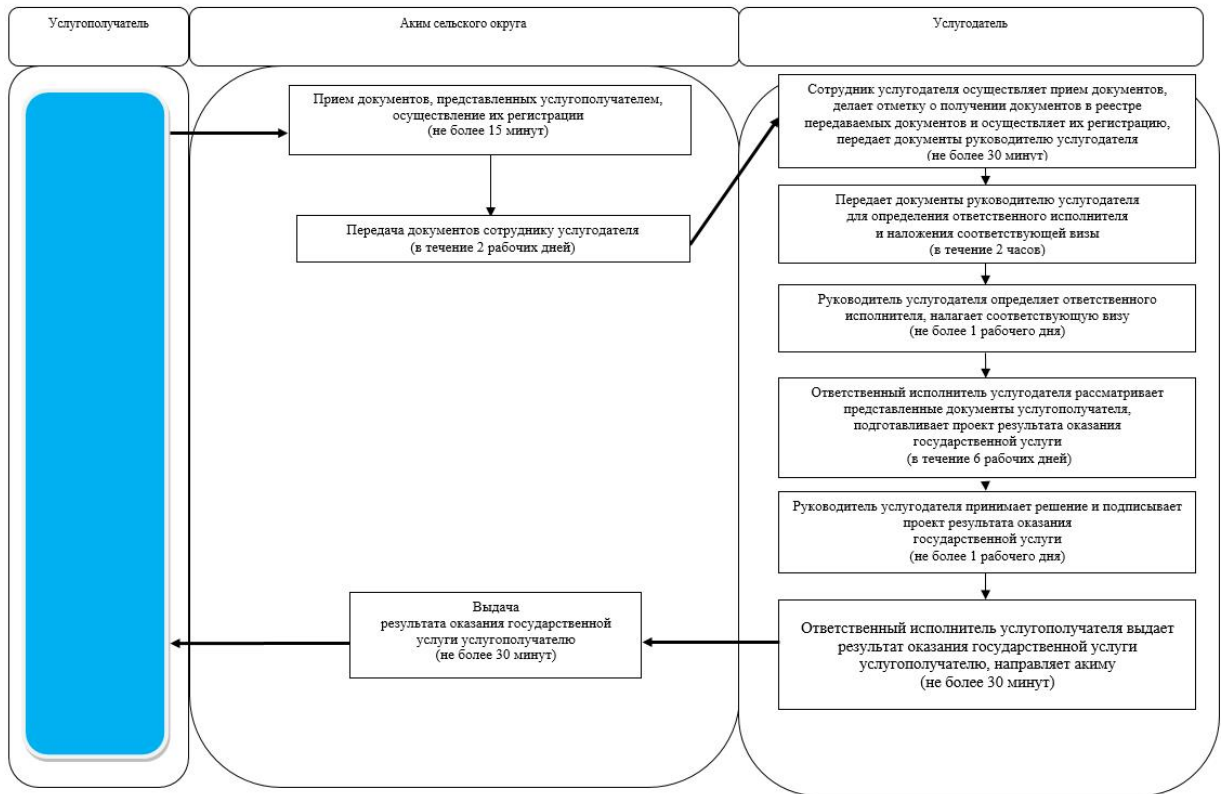 Услугополучатель
Аким сельского округа
Услугодатель
Прием документов, представленных услугополучателем,
осуществление их регистрации
(не более 15 минут)
Передача документов сотруднику услугодателя
(в течение 2 рабочих дней)
Сотрудник услугодателя осуществляет прием документов,
делает отметку о получении документов в реестре
передаваемых документов и осуществляет их регистрацию,
передает документы руководителю услугодателя
(не более 30 минут)
Передает документы руководителю услугодателя
для определения ответственного исполнителя
и наложения соответствующей визы
(в течение 2 часов)
Руководитель услугодателя определяет ответственного
исполнителя, налагает соответствующую визу
(не более 1 рабочего дня)
Ответственный исполнитель услугодателя рассматривает
представленные документы услугополучателя,
подготавливает проект результата оказания
государственной услуги
(в течение 6 рабочих дней)
Руководитель услугодателя принимает решение и подписывает
проект результата оказания
государственной услуги
(не более 1 рабочего дня)
Ответственный исполнитель услугополучателя выдает
результат оказания государственной услуги
услугополучателю, направляет акиму
(не более 30 минут)
Выдача
результата оказания государственной
услуги услугополучателю
(не более 30 минут)